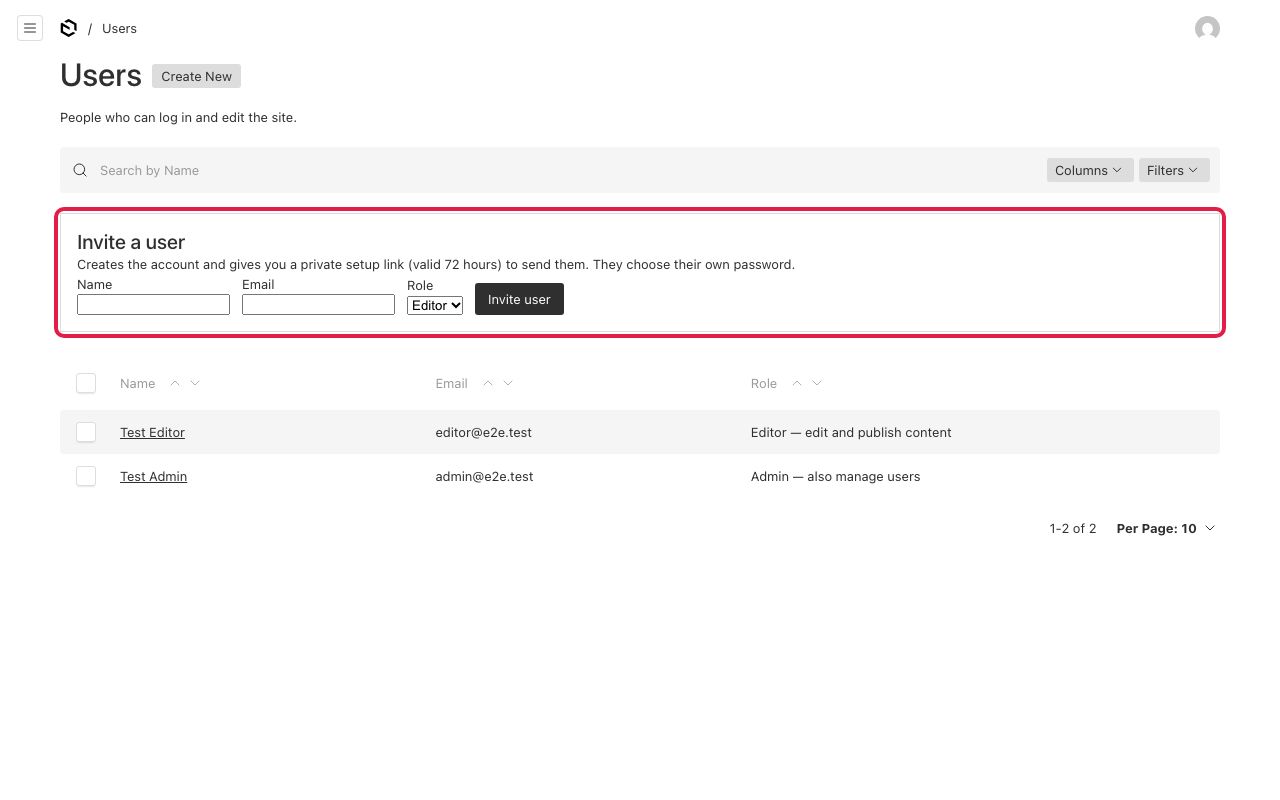 / Users
Users Create New
People who can log in and edit the site.
Search by Name Columns Filters
Invite a user
Creates the account and gives you a private setup link (valid 72 hours) to send them. They choose their own password.
Name Email Role
Editor Invite user
Name Email Role
Test Editor editor@e2e.test Editor — edit and publish content
Test Admin admin@e2e.test Admin — also manage users
1-2 of 2 Per Page: 10